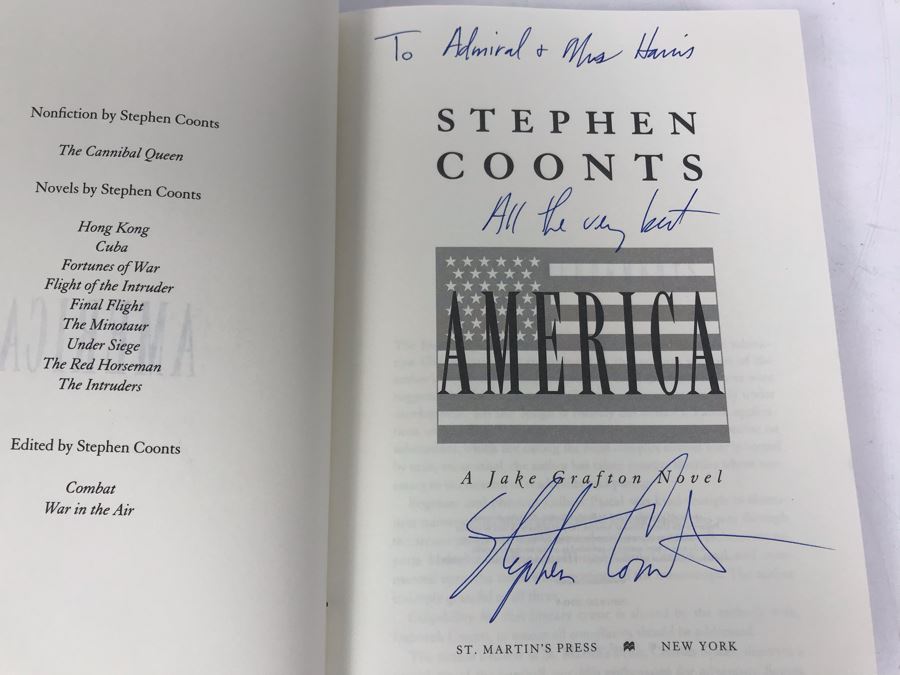 Nonfiction by Stephen Coonts
The Cannibal Queen
Novels by Stephen Coonts
Hong Kong
Cuba
Fortunes of War
Flight of the Intruder
Final Flight
The Minotaur
Under Siege
The Red Horseman
The Intruders
Edited by Stephen Coonts
Combat
War in the Air
To Admiral + Mrs Harris
STEPHEN
COONTS
All the very best
AMERICA
A Jake Grafton Novel
Stephen Coonts
ST. MARTIN'S PRESS NEW YORK